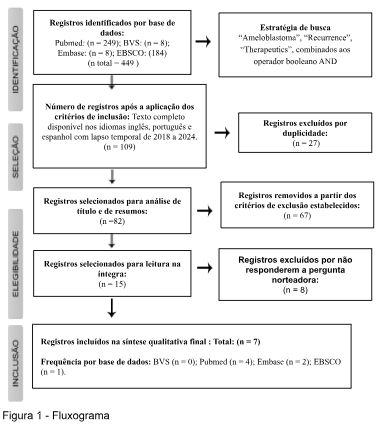 IDENTIFICAÇÃO
Registros identificados por base de
dados:
Pubmed: (n = 249); BVS: (n = 8);
Embase: (n = 8); EBSCO: (184)
(n total = 449 )
Estratégia de busca
“Ameloblastoma”, “Recurrence”,
“Therapeutics”, combinados aos
operador booleano AND
SELEÇÃO
Número de registros após a aplicação dos
critérios de inclusão: Texto completo
disponível nos idiomas inglês, português e
espanhol com lapso temporal de 2018 a 2024.
(n = 109)
Registros excluídos por
duplicidade:
(n = 27)
ELEGIBILIDADE
Registros selecionados para análise de
título e de resumos:
(n =82)
Registros removidos a partir dos
critérios de exclusão estabelecidos:
(n = 67)
Registros selecionados para leitura na
íntegra:
(n = 15)
Registros excluídos por não
responderem a pergunta
norteadora:
(n = 8)
INCLUSÃO
Registros incluídos na síntese qualitativa final : Total: (n = 7)
Frequência por base de dados: BVS (n = 0); Pubmed (n = 4); Embase (n = 2); EBSCO
(n = 1).
Figura 1 - Fluxograma